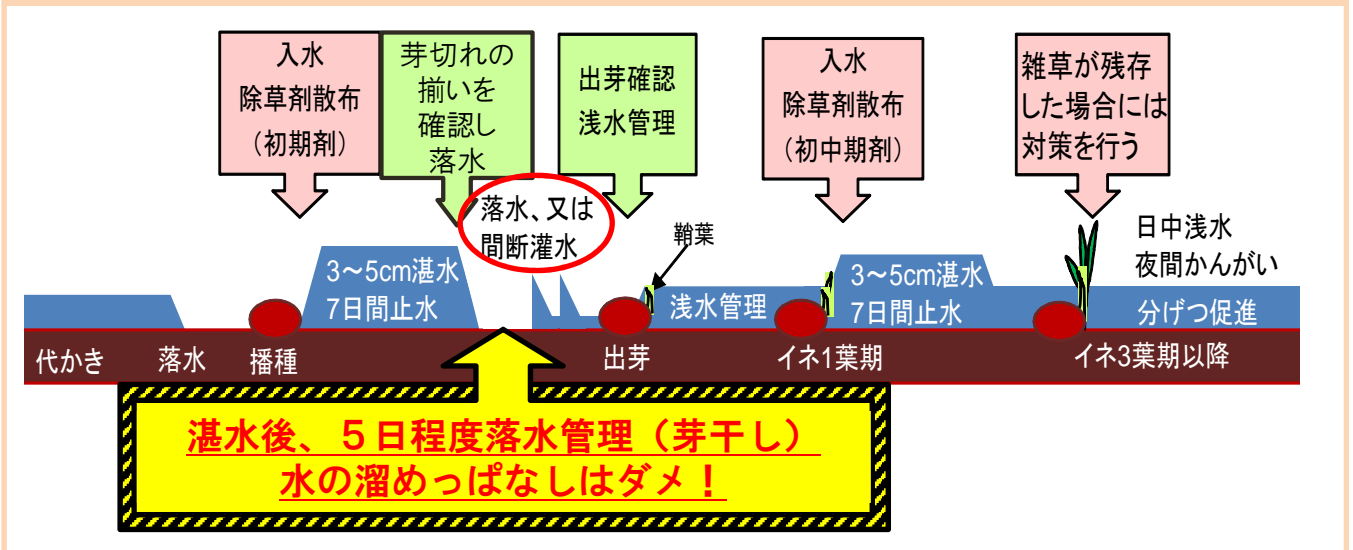 入水
除草剤散布
（初期剤）
芽切れの
揃いを
確認し
落水
出芽確認
浅水管理
入水
除草剤散布
（初中期剤）
雑草が残存
した場合には
対策を行う
落水、又は
間断灌水
鞘葉
日中浅水
夜間かんがい
3～5cm湛水
7日間止水
浅水管理
3～5cm湛水
7日間止水
分げつ促進
代かき
落水
播種
出芽
イネ1葉期
イネ3葉期以降
湛水後、５日程度落水管理（芽干し）
水の溜めっぱなしはダメ！